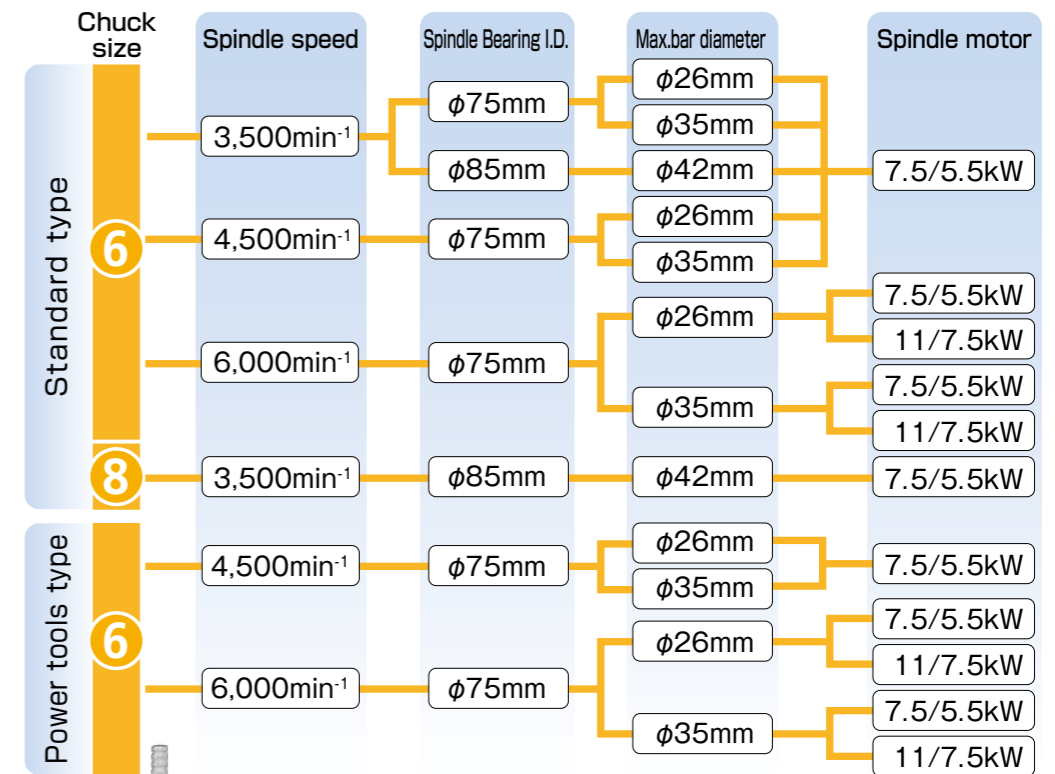 Chuck
size
Spindle speed
Spindle Bearing I.D.
Max.bar diameter
Spindle motor
Standard type
6
3,500min⁻¹
φ75mm
φ26mm
φ35mm
φ85mm
φ42mm
7.5/5.5kW
4,500min⁻¹
φ75mm
φ26mm
φ35mm
6,000min⁻¹
φ75mm
φ26mm
7.5/5.5kW
11/7.5kW
φ35mm
7.5/5.5kW
11/7.5kW
8
3,500min⁻¹
φ85mm
φ42mm
7.5/5.5kW
Power tools type
6
4,500min⁻¹
φ75mm
φ26mm
φ35mm
7.5/5.5kW
6,000min⁻¹
φ75mm
φ26mm
7.5/5.5kW
11/7.5kW
φ35mm
7.5/5.5kW
11/7.5kW